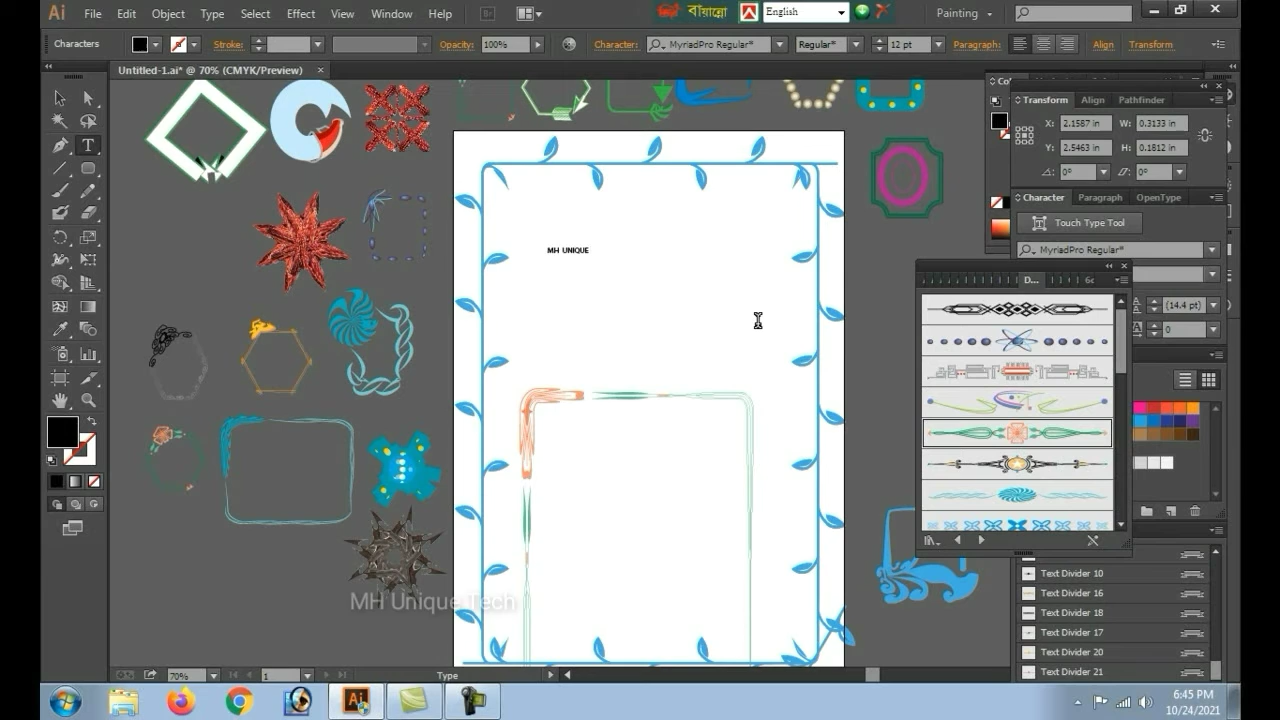 Ai File Edit Object Type Select Effect View Window Help Br বায়ান্নো English Painting
Characters Stroke: Opacity: 100% Character: MyriadPro Regular* Regular* 12 pt Paragraph: Align Transform
Untitled-1.ai* @ 70% (CMYK/Preview)
Transform Align Pathfinder
X: 2.1587 in W: 0.3133 in
Y: 2.5463 in H: 0.1812 in
0° 0°
Character Paragraph OpenType
Touch Type Tool
MyriadPro Regular*
MH UNIQUE
D...
(14.4 pt)
0
Text Divider 10
Text Divider 16
Text Divider 18
Text Divider 17
Text Divider 20
Text Divider 21
MH Unique Tech
70% 1 Type
6:45 PM
10/24/2021